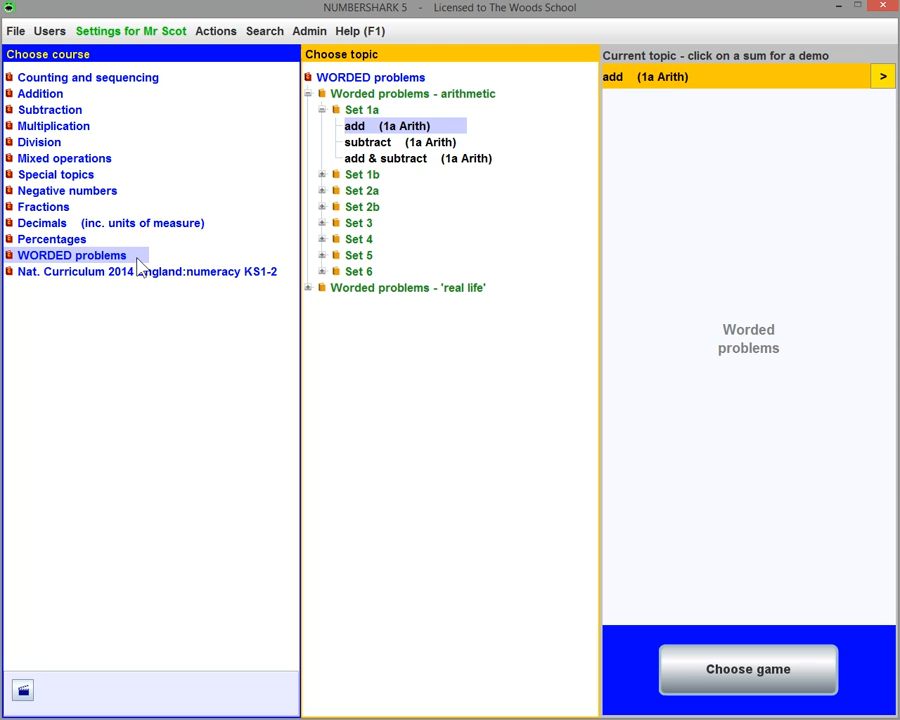 NUMBERSHARK 5 - Licensed to The Woods School
File Users Settings for Mr Scot Actions Search Admin Help (F1)
Choose course
Counting and sequencing
Addition
Subtraction
Multiplication
Division
Mixed operations
Special topics
Negative numbers
Fractions
Decimals (inc. units of measure)
Percentages
WORDED problems
Nat. Curriculum 2014 England:numeracy KS1-2
Choose topic
WORDED problems
Worded problems - arithmetic
Set 1a
add (1a Arith)
subtract (1a Arith)
add & subtract (1a Arith)
Set 1b
Set 2a
Set 2b
Set 3
Set 4
Set 5
Set 6
Worded problems - 'real life'
Current topic - click on a sum for a demo
add (1a Arith) >
Worded
problems
Choose game